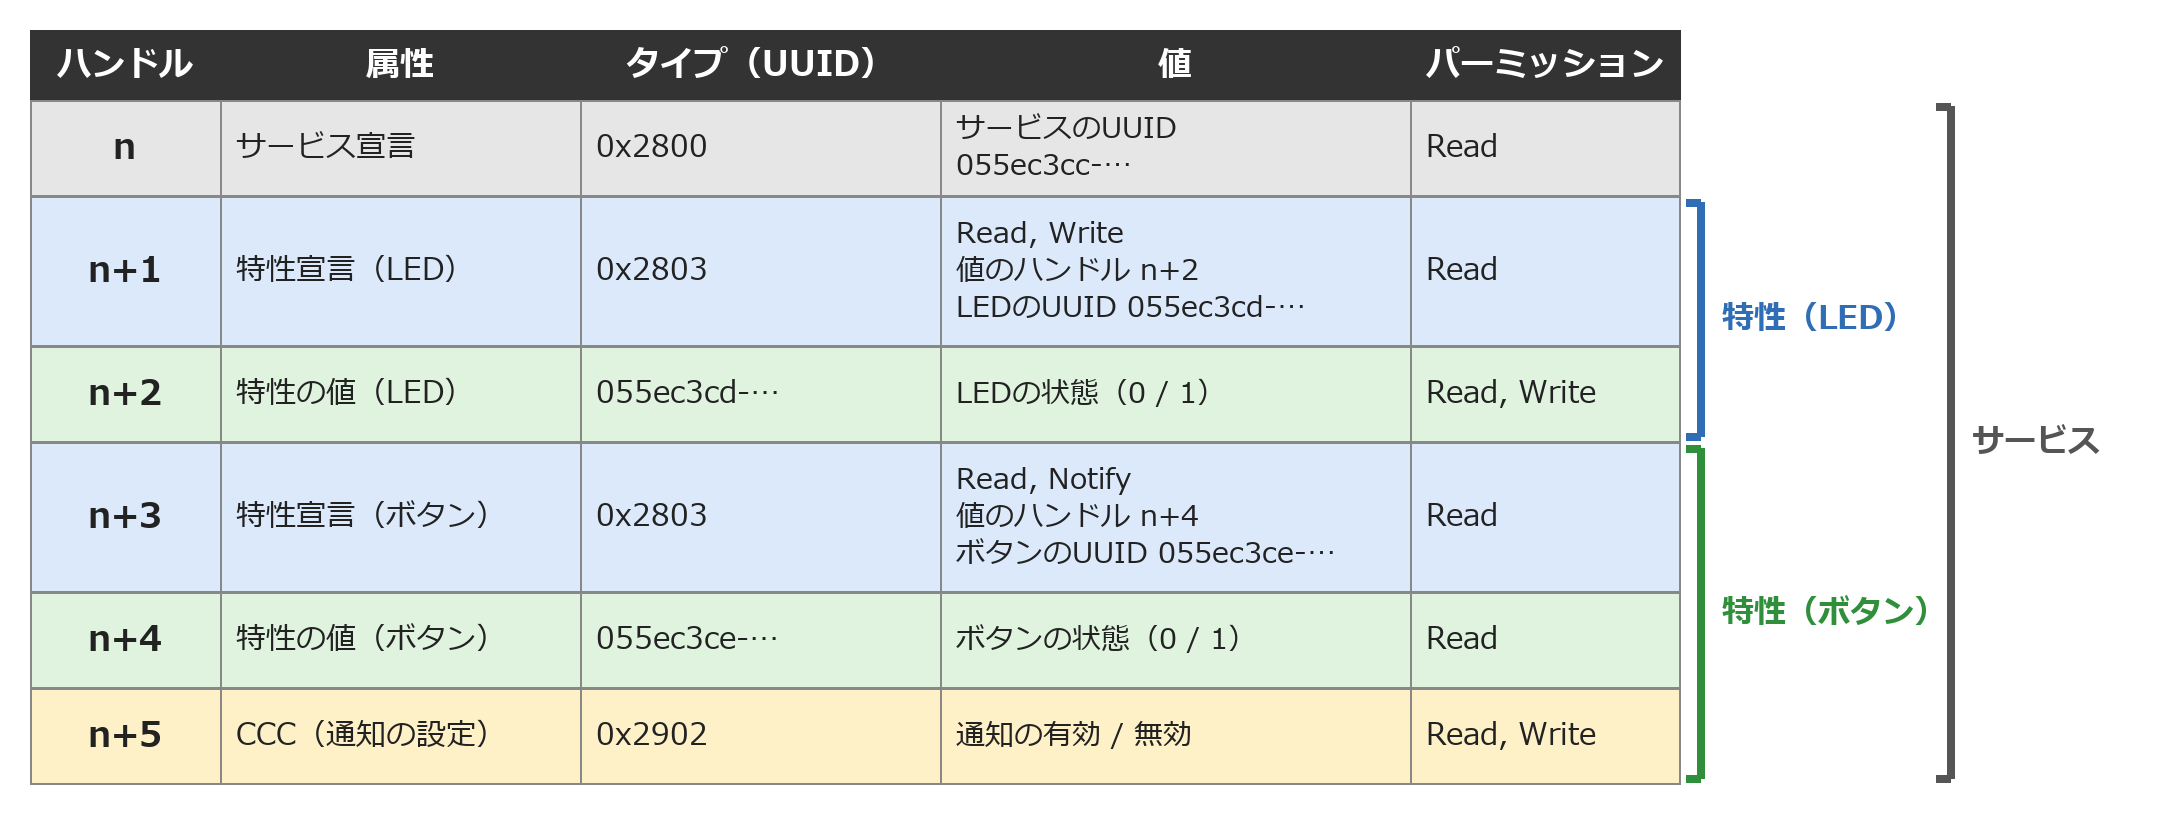 ハンドル 属性 タイプ（UUID） 値 パーミッション
n サービス宣言 0x2800 サービスのUUID Read
055ec3cc-…
n+1 特性宣言（LED） 0x2803 Read, Write Read
値のハンドル n+2
LEDのUUID 055ec3cd-…
n+2 特性の値（LED） 055ec3cd-… LEDの状態（0 / 1） Read, Write
n+3 特性宣言（ボタン） 0x2803 Read, Notify Read
値のハンドル n+4
ボタンのUUID 055ec3ce-…
n+4 特性の値（ボタン） 055ec3ce-… ボタンの状態（0 / 1） Read
n+5 CCC（通知の設定） 0x2902 通知の有効 / 無効 Read, Write
特性（LED）
特性（ボタン）
サービス